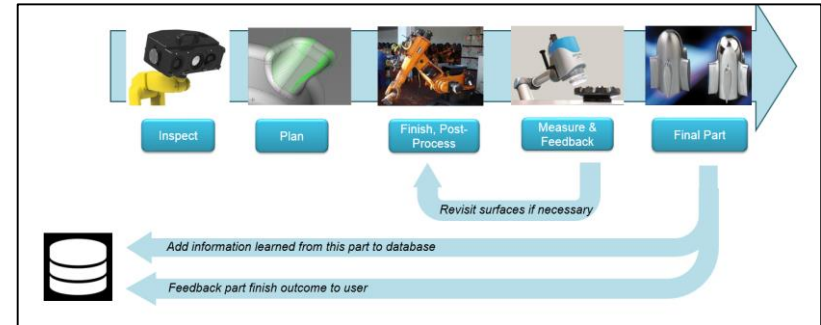 Inspect
Plan
Finish, Post-
Process
Measure &
Feedback
Final Part
Revisit surfaces if necessary
Add information learned from this part to database
Feedback part finish outcome to user